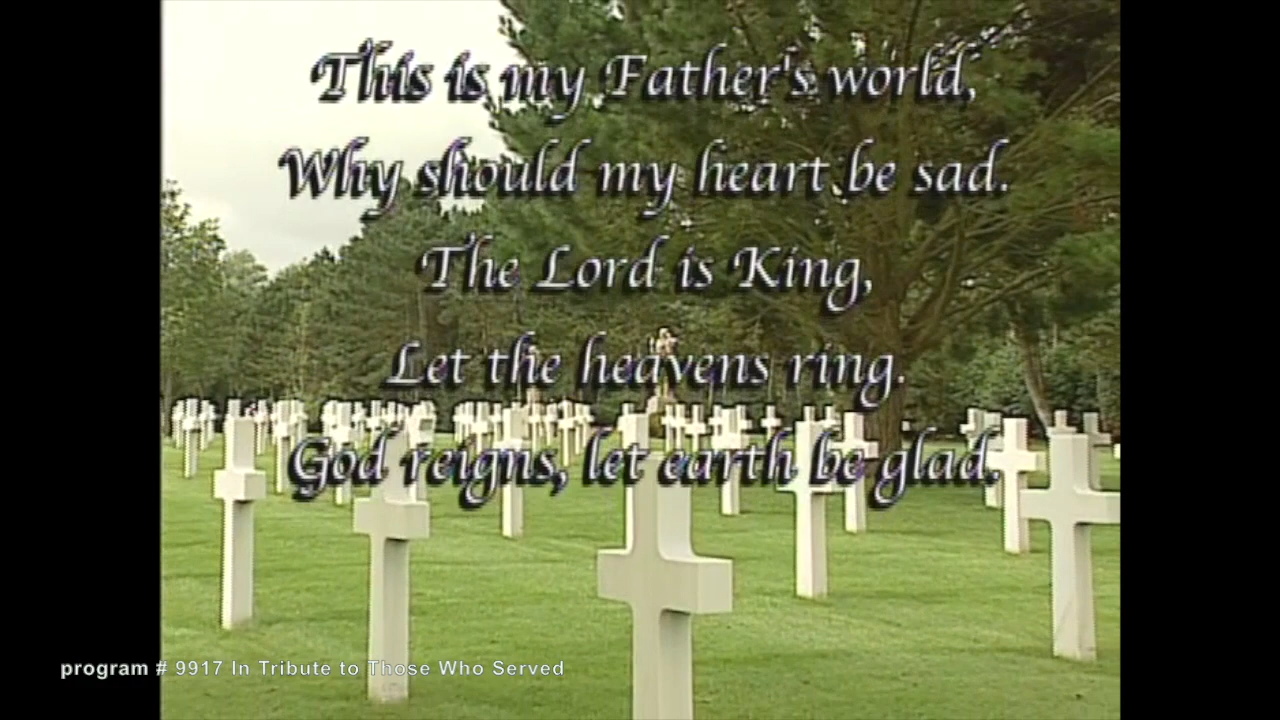 This is my Father's world,
Why should my heart be sad.
The Lord is King,
Let the heavens ring.
God reigns, let earth be glad.
program # 9917 In Tribute to Those Who Served